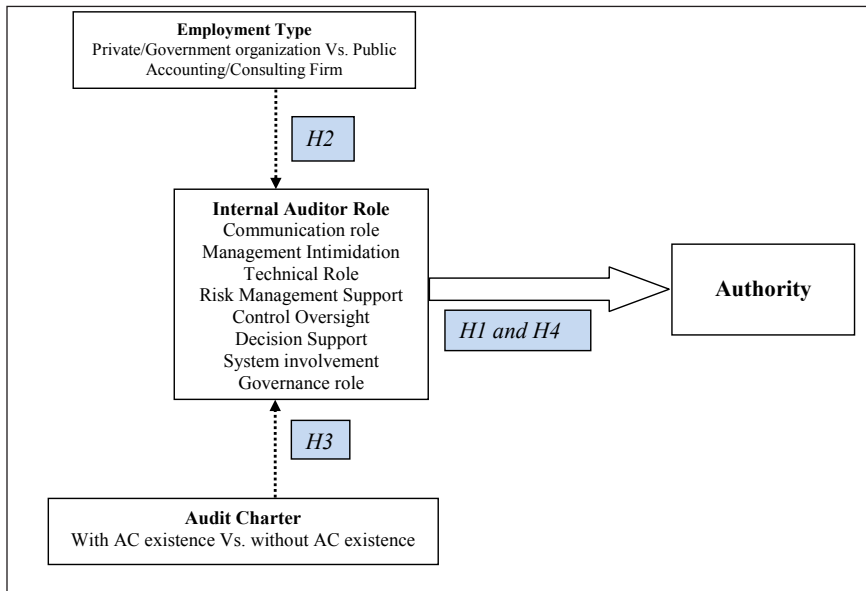 Employment Type
Private/Government organization Vs. Public
Accounting/Consulting Firm
H2
Internal Auditor Role
Communication role
Management Intimidation
Technical Role
Risk Management Support
Control Oversight
Decision Support
System involvement
Governance role
H1 and H4
Authority
H3
Audit Charter
With AC existence Vs. without AC existence